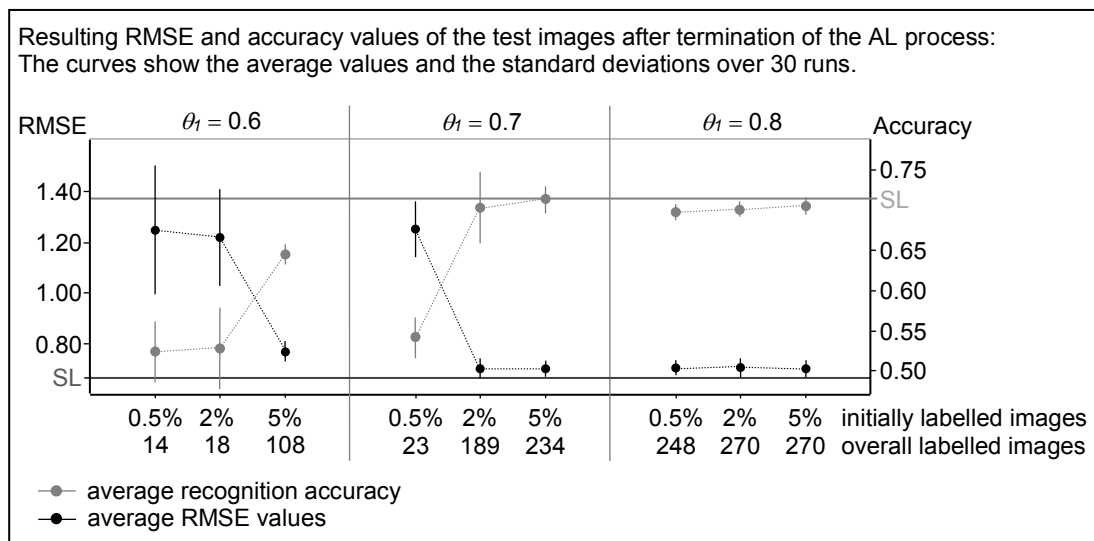 Resulting RMSE and accuracy values of the test images after termination of the AL process:
The curves show the average values and the standard deviations over 30 runs.
RMSE θ1 = 0.6 θ1 = 0.7 θ1 = 0.8 Accuracy
0.75
1.40 SL
1.20 0.65
1.00 0.60
0.80 0.55
SL 0.50
0.5% 2% 5% 0.5% 2% 5% 0.5% 2% 5% initially labelled images
14 18 108 23 189 234 248 270 270 overall labelled images
average recognition accuracy
average RMSE values